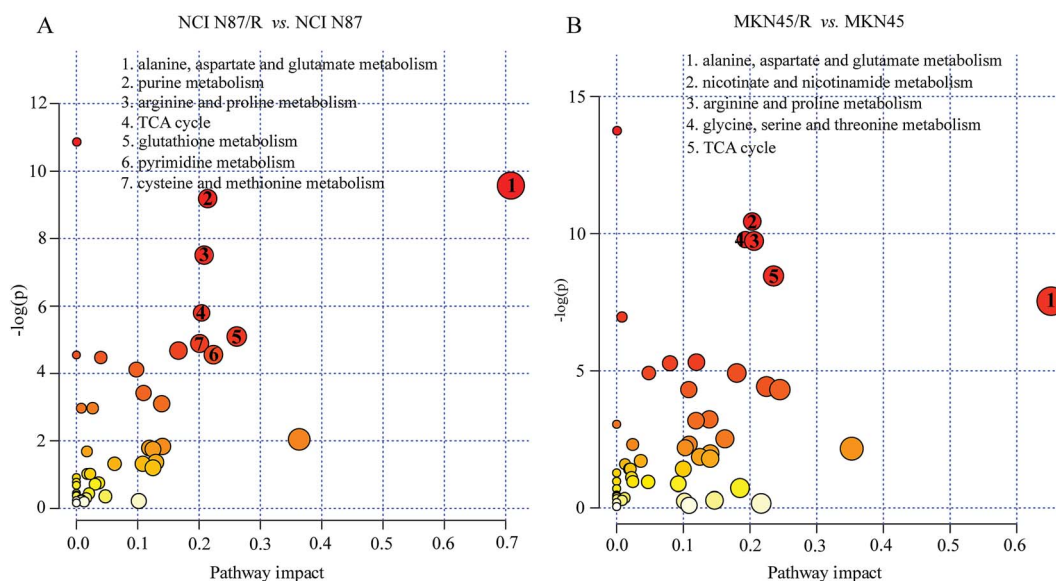 A
NCI N87/R vs. NCI N87
1. alanine, aspartate and glutamate metabolism
2. purine metabolism
3. arginine and proline metabolism
4. TCA cycle
5. glutathione metabolism
6. pyrimidine metabolism
7. cysteine and methionine metabolism
12
10
8
6
4
2
0
-log(p)
1
2
3
4
5
7
6
0.0
0.1
0.2
0.3
0.4
0.5
0.6
0.7
Pathway impact
B
MKN45/R vs. MKN45
1. alanine, aspartate and glutamate metabolism
2. nicotinate and nicotinamide metabolism
3. arginine and proline metabolism
4. glycine, serine and threonine metabolism
5. TCA cycle
15
10
5
0
-log(p)
2
4
3
5
1
0.0
0.1
0.2
0.3
0.4
0.5
0.6
Pathway impact